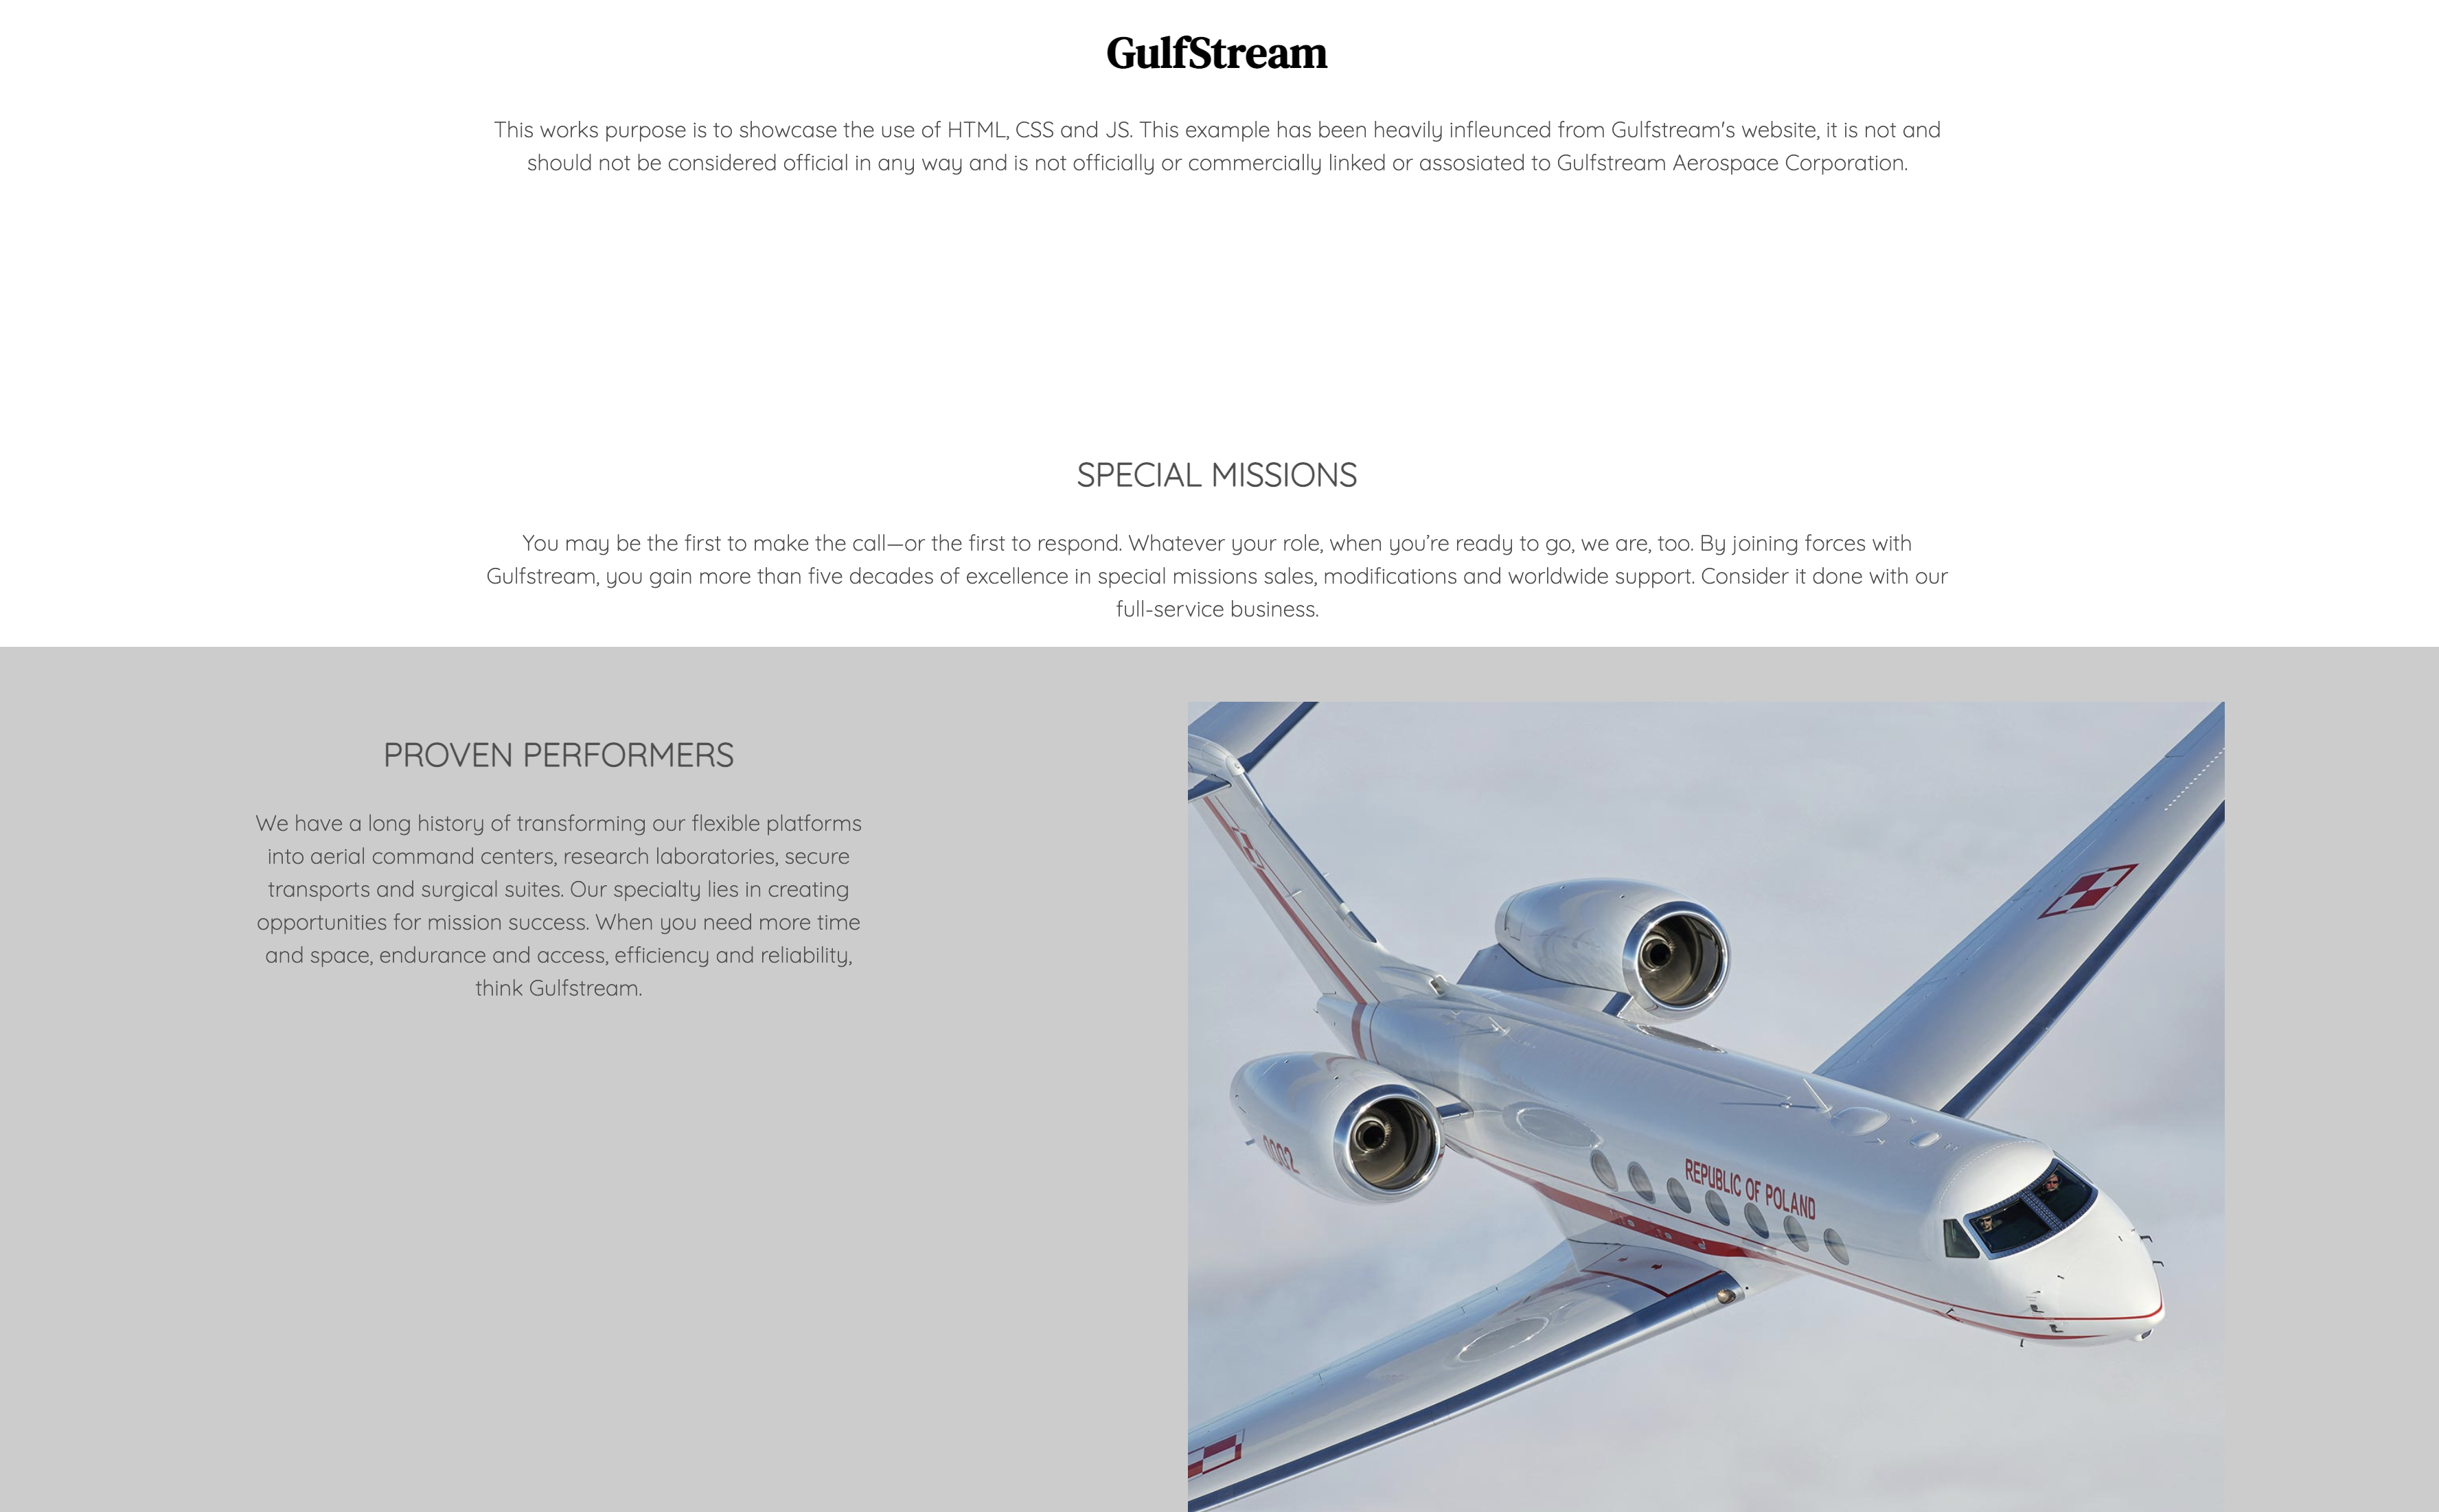 GulfStream
This works purpose is to showcase the use of HTML, CSS and JS. This example has been heavily infleunced from Gulfstream's website, it is not and
should not be considered official in any way and is not officially or commercially linked or assosiated to Gulfstream Aerospace Corporation.
SPECIAL MISSIONS
You may be the first to make the call—or the first to respond. Whatever your role, when you’re ready to go, we are, too. By joining forces with
Gulfstream, you gain more than five decades of excellence in special missions sales, modifications and worldwide support. Consider it done with our
full-service business.
PROVEN PERFORMERS
We have a long history of transforming our flexible platforms
into aerial command centers, research laboratories, secure
transports and surgical suites. Our specialty lies in creating
opportunities for mission success. When you need more time
and space, endurance and access, efficiency and reliability,
think Gulfstream.
0002
REPUBLIC OF POLAND